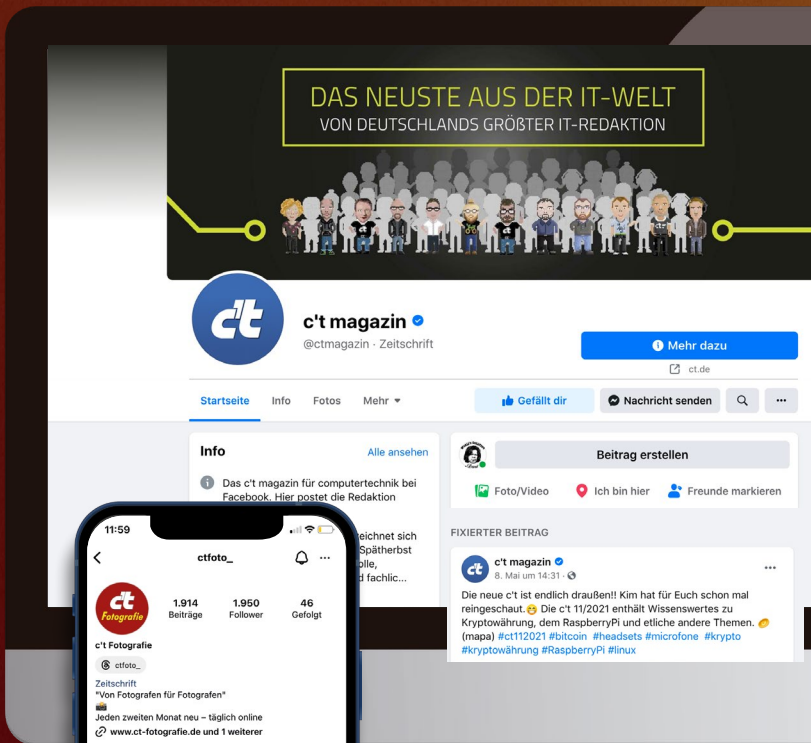 DAS NEUSTE AUS DER IT-WELT
VON DEUTSCHLANDS GRÖẞTER IT-REDAKTION
c't
c't magazin
@ctmagazin · Zeitschrift
Mehr dazu
ct.de
Startseite Info Fotos Mehr
Gefällt dir Nachricht senden
Info Alle ansehen
Das c't magazin für computertechnik bei
Facebook. Hier postet die Redaktion
eichnet sich
Spätherbst
olle,
d fachlic...
Beitrag erstellen
Foto/Video Ich bin hier Freunde markieren
FIXIERTER BEITRAG
c't
c't magazin
8. Mai um 14:31 ·
Die neue c't ist endlich draußen!! Kim hat für Euch schon mal
reingeschaut. Die c't 11/2021 enthält Wissenswertes zu
Kryptowährung, dem RaspberryPi und etliche andere Themen.
(mapa) #ct112021 #bitcoin #headsets #microfone #krypto
#kryptowährung #RaspberryPi #linux
11:59
ctfoto_
c't
Fotografie
1.914 1.950 46
Beiträge Follower Gefolgt
c't Fotografie
ctfoto_
Zeitschrift
"Von Fotografen für Fotografen"
Jeden zweiten Monat neu – täglich online
www.ct-fotografie.de und 1 weiterer